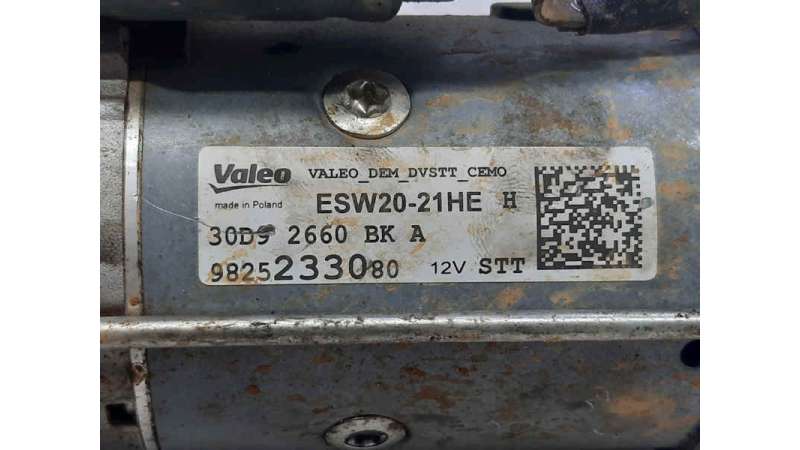 Valeo VALEO_DEM_DVSTT_CEMO
made in Poland ESW20-21HE H
30D9 2660 BK A
9825233080 12V STT